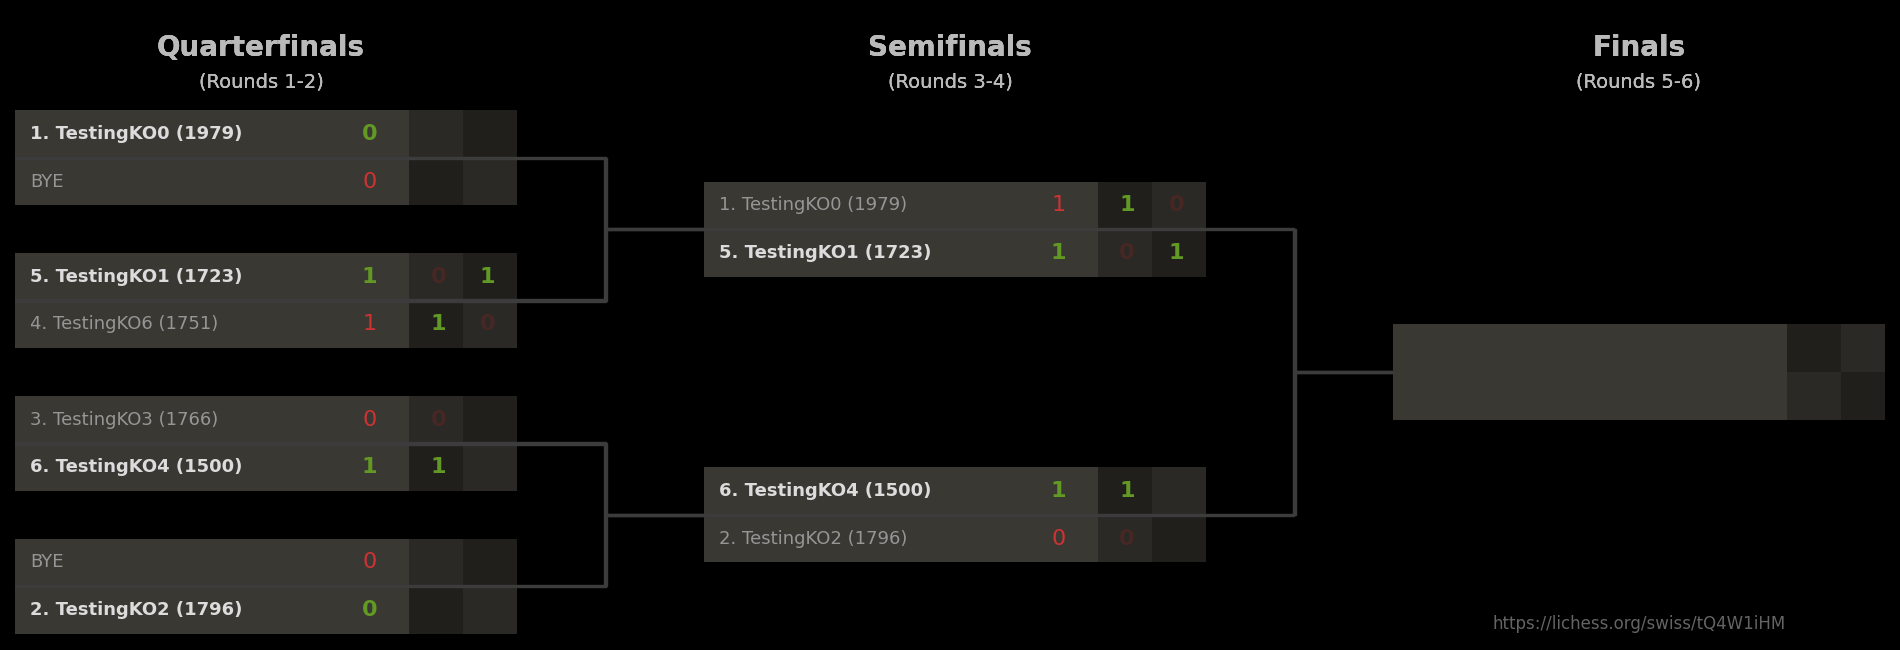 Quarterfinals
(Rounds 1-2)
1. TestingKO0 (1979) 0
BYE 0
5. TestingKO1 (1723) 1 0 1
4. TestingKO6 (1751) 1 1 0
3. TestingKO3 (1766) 0 0
6. TestingKO4 (1500) 1 1
BYE 0
2. TestingKO2 (1796) 0
Semifinals
(Rounds 3-4)
1. TestingKO0 (1979) 1 1 0
5. TestingKO1 (1723) 1 0 1
6. TestingKO4 (1500) 1 1
2. TestingKO2 (1796) 0 0
Finals
(Rounds 5-6)
https://lichess.org/swiss/tQ4W1iHM